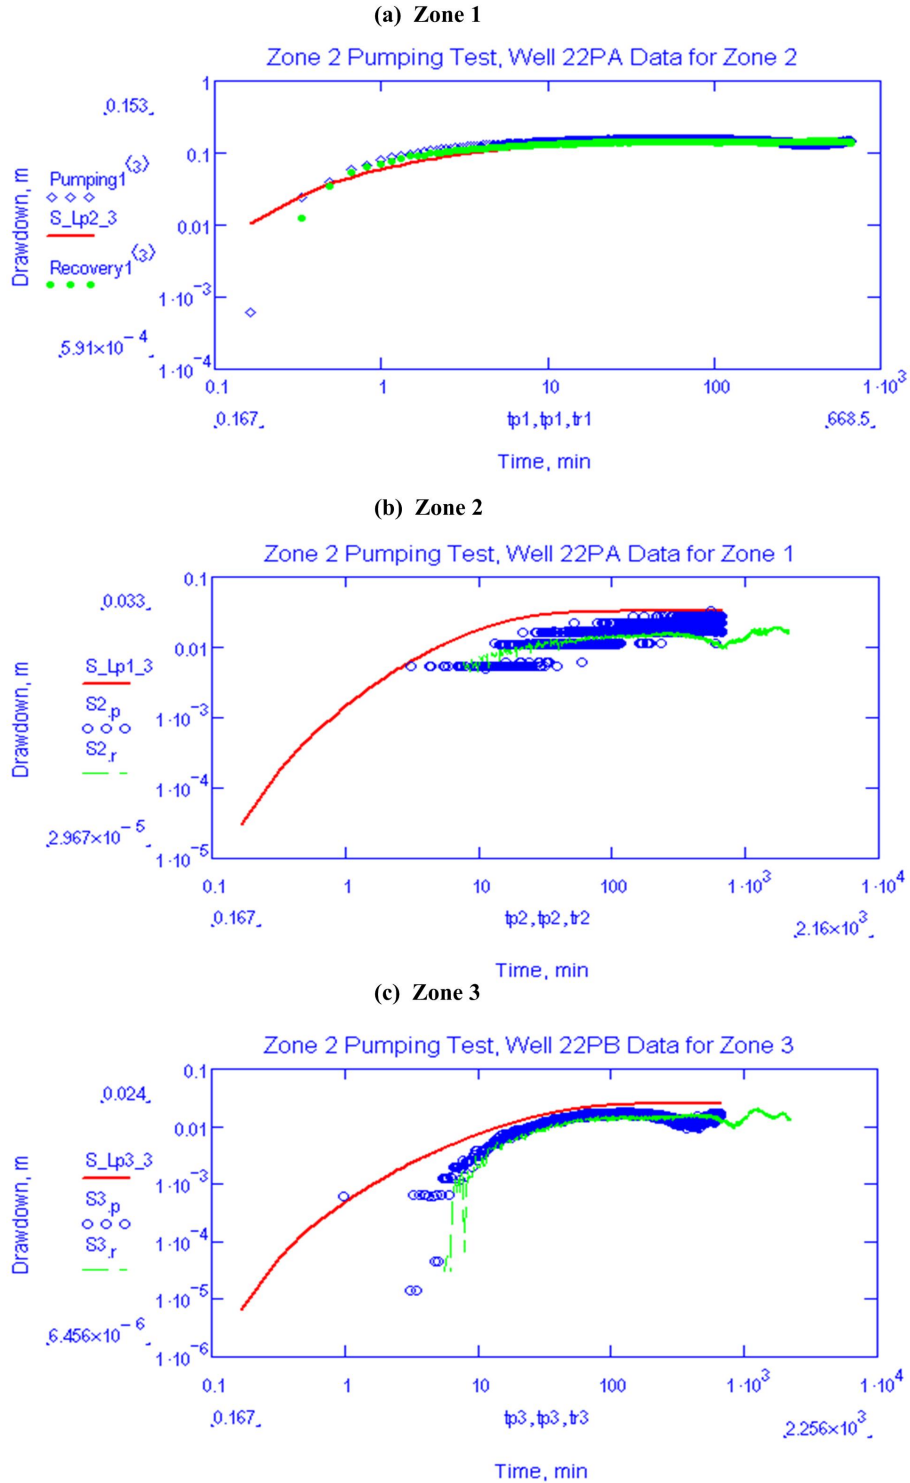 (a) Zone 1
Zone 2 Pumping Test, Well 22PA Data for Zone 2
1
0.153
0.1
Pumping1⟨3⟩
S_Lp2_3
0.01
Recovery1⟨3⟩
1·10⁻³
5.91×10⁻⁴
1·10⁻⁴
Drawdown, m
0.1 1 10 100 1·10³
0.167 tp1,tp1,tr1 668.5
Time, min
(b) Zone 2
Zone 2 Pumping Test, Well 22PA Data for Zone 1
0.1
0.033
0.01
S_Lp1_3
S2.p
1·10⁻³
S2.r
1·10⁻⁴
2.967×10⁻⁵
1·10⁻⁵
Drawdown, m
0.1 1 10 100 1·10³ 1·10⁴
0.167 tp2,tp2,tr2 2.16×10³
Time, min
(c) Zone 3
Zone 2 Pumping Test, Well 22PB Data for Zone 3
0.1
0.024
0.01
S_Lp3_3
1·10⁻³
S3.p
S3.r
1·10⁻⁴
1·10⁻⁵
6.456×10⁻⁶
1·10⁻⁶
Drawdown, m
0.1 1 10 100 1·10³ 1·10⁴
0.167 tp3,tp3,tr3 2.256×10³
Time, min